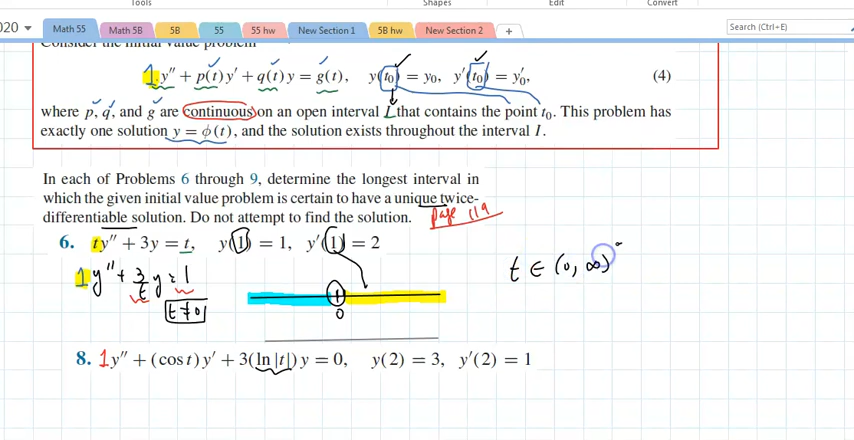 Tools Shapes Edit Convert
020 Math 55 Math 5B 5B 55 55 hw New Section 1 5B hw New Section 2 + Search (Ctrl+E)
Consider the initial value problem
1 y″ + p(t)y′ + q(t)y = g(t), y(t₀) = y₀, y′(t₀) = y′₀, (4)
where p, q, and g are continuous on an open interval I that contains the point t₀. This problem has
exactly one solution y = ϕ(t), and the solution exists throughout the interval I.
In each of Problems 6 through 9, determine the longest interval in
which the given initial value problem is certain to have a unique twice-
differentiable solution. Do not attempt to find the solution. page 119
6. ty″ + 3y = t, y(1) = 1, y′(1) = 2
1 y″ + 3/t y = 1
t ≠ 0
0
t ∈ (0, ∞)
8. 1y″ + (cos t)y′ + 3(ln |t|)y = 0, y(2) = 3, y′(2) = 1